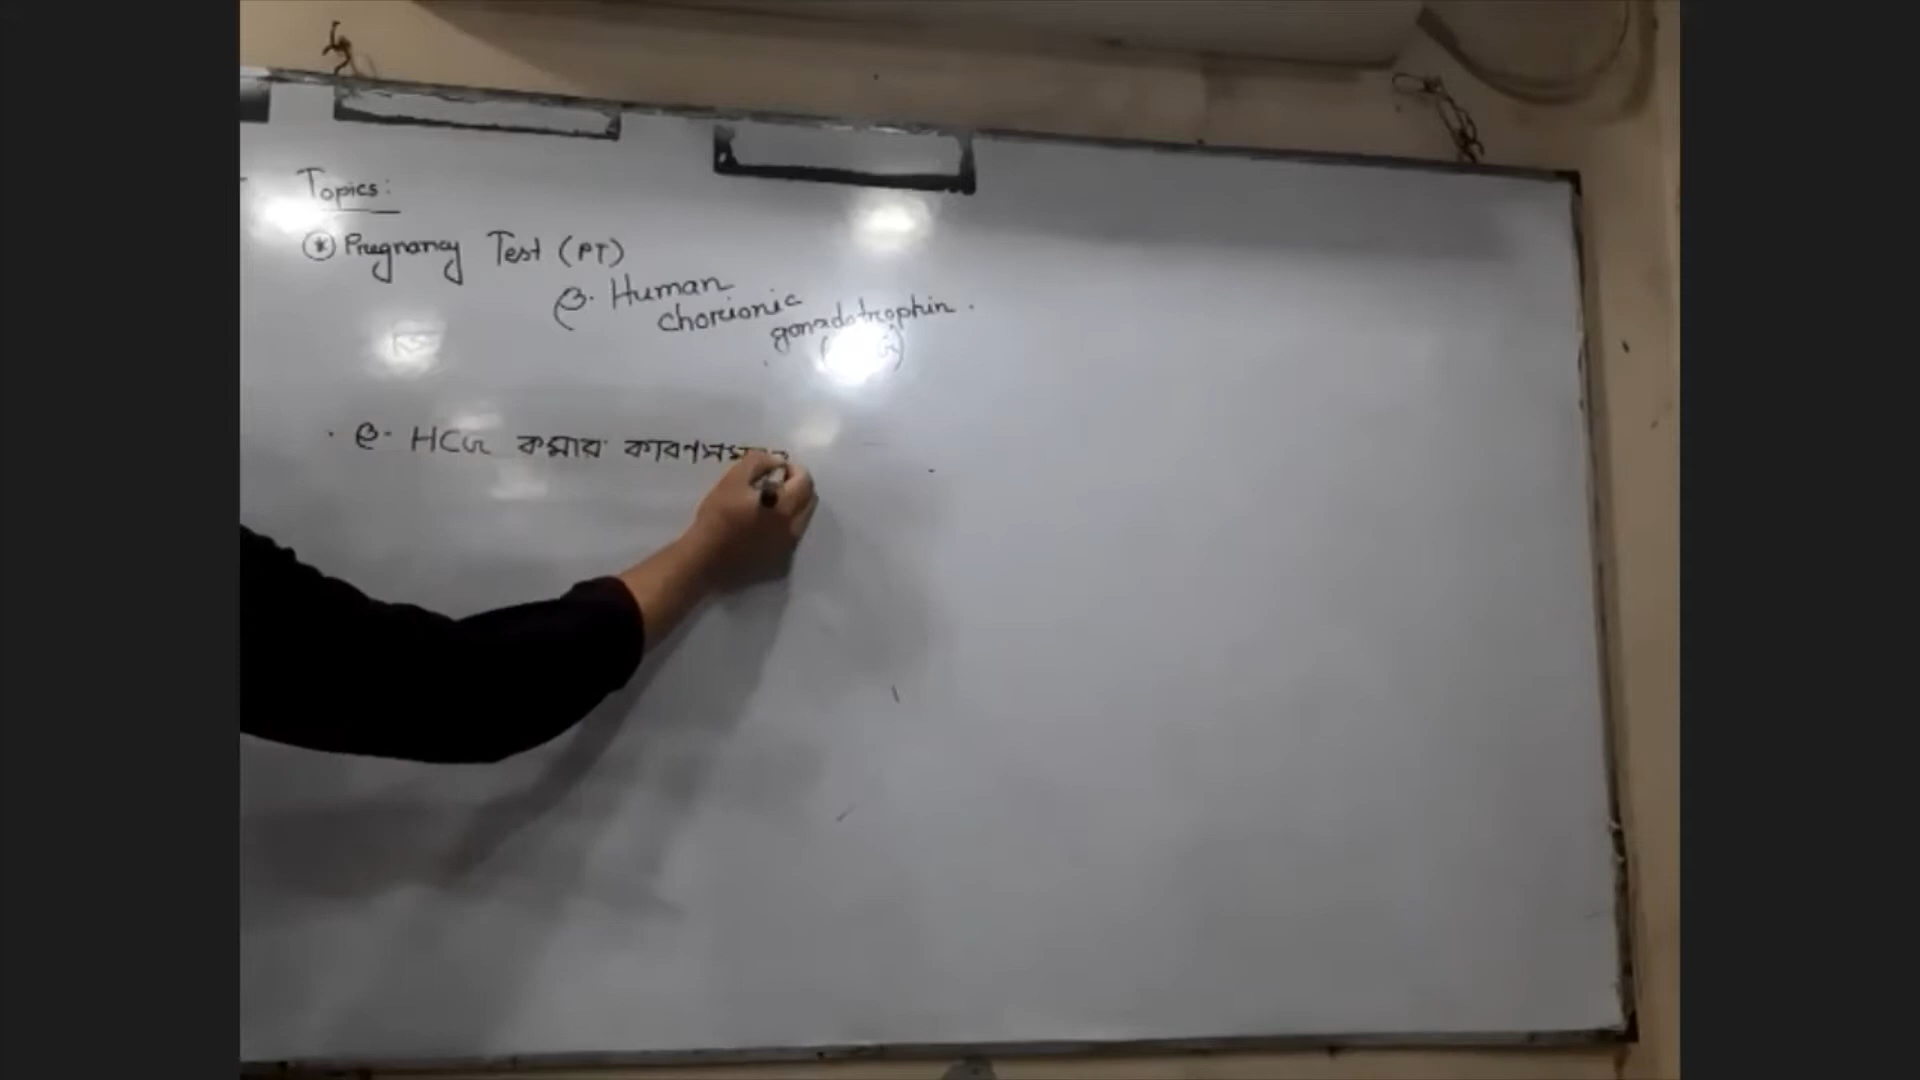 Topics:
* Pregnancy Test (PT)
β. Human
chorionic
gonadotrophin.
· β- HCG কমার কারণসমূহ